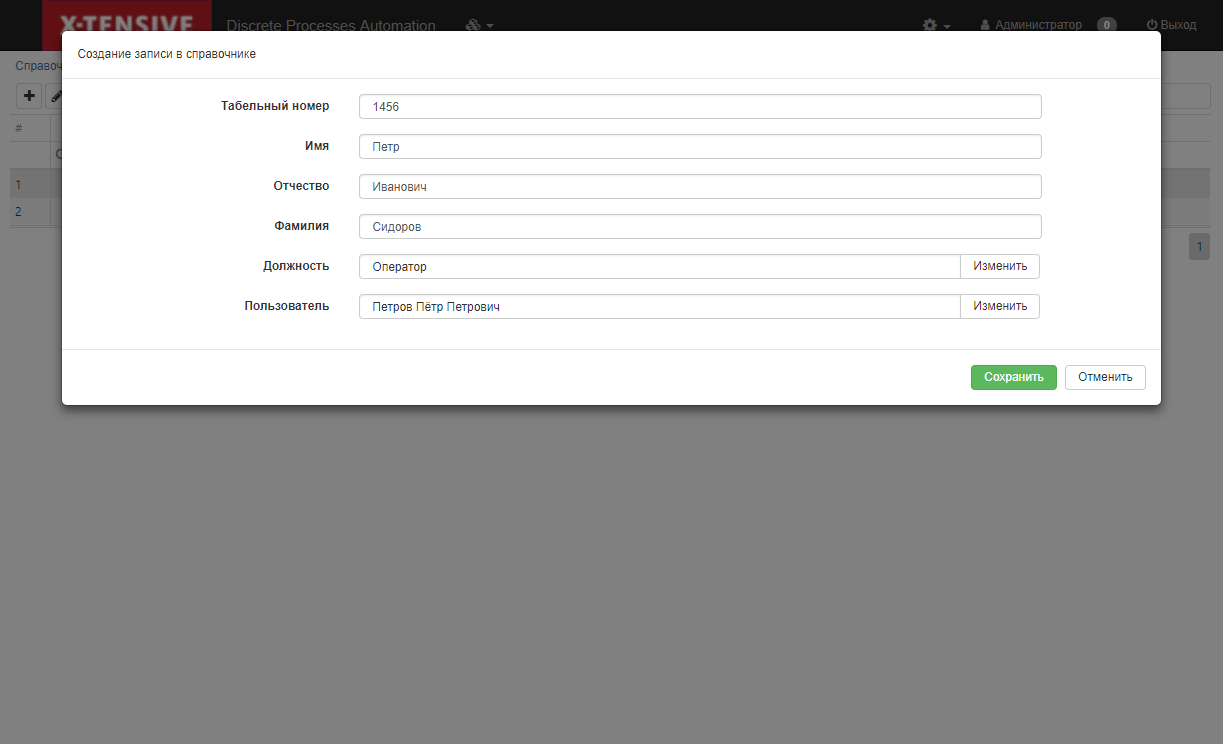 X-TENSIVE Discrete Processes Automation Администратор 0 Выход
Создание записи в справочнике
Табельный номер 1456
Имя Петр
Отчество Иванович
Фамилия Сидоров
Должность Оператор Изменить
Пользователь Петров Пётр Петрович Изменить
Сохранить Отменить
#
1
2
1